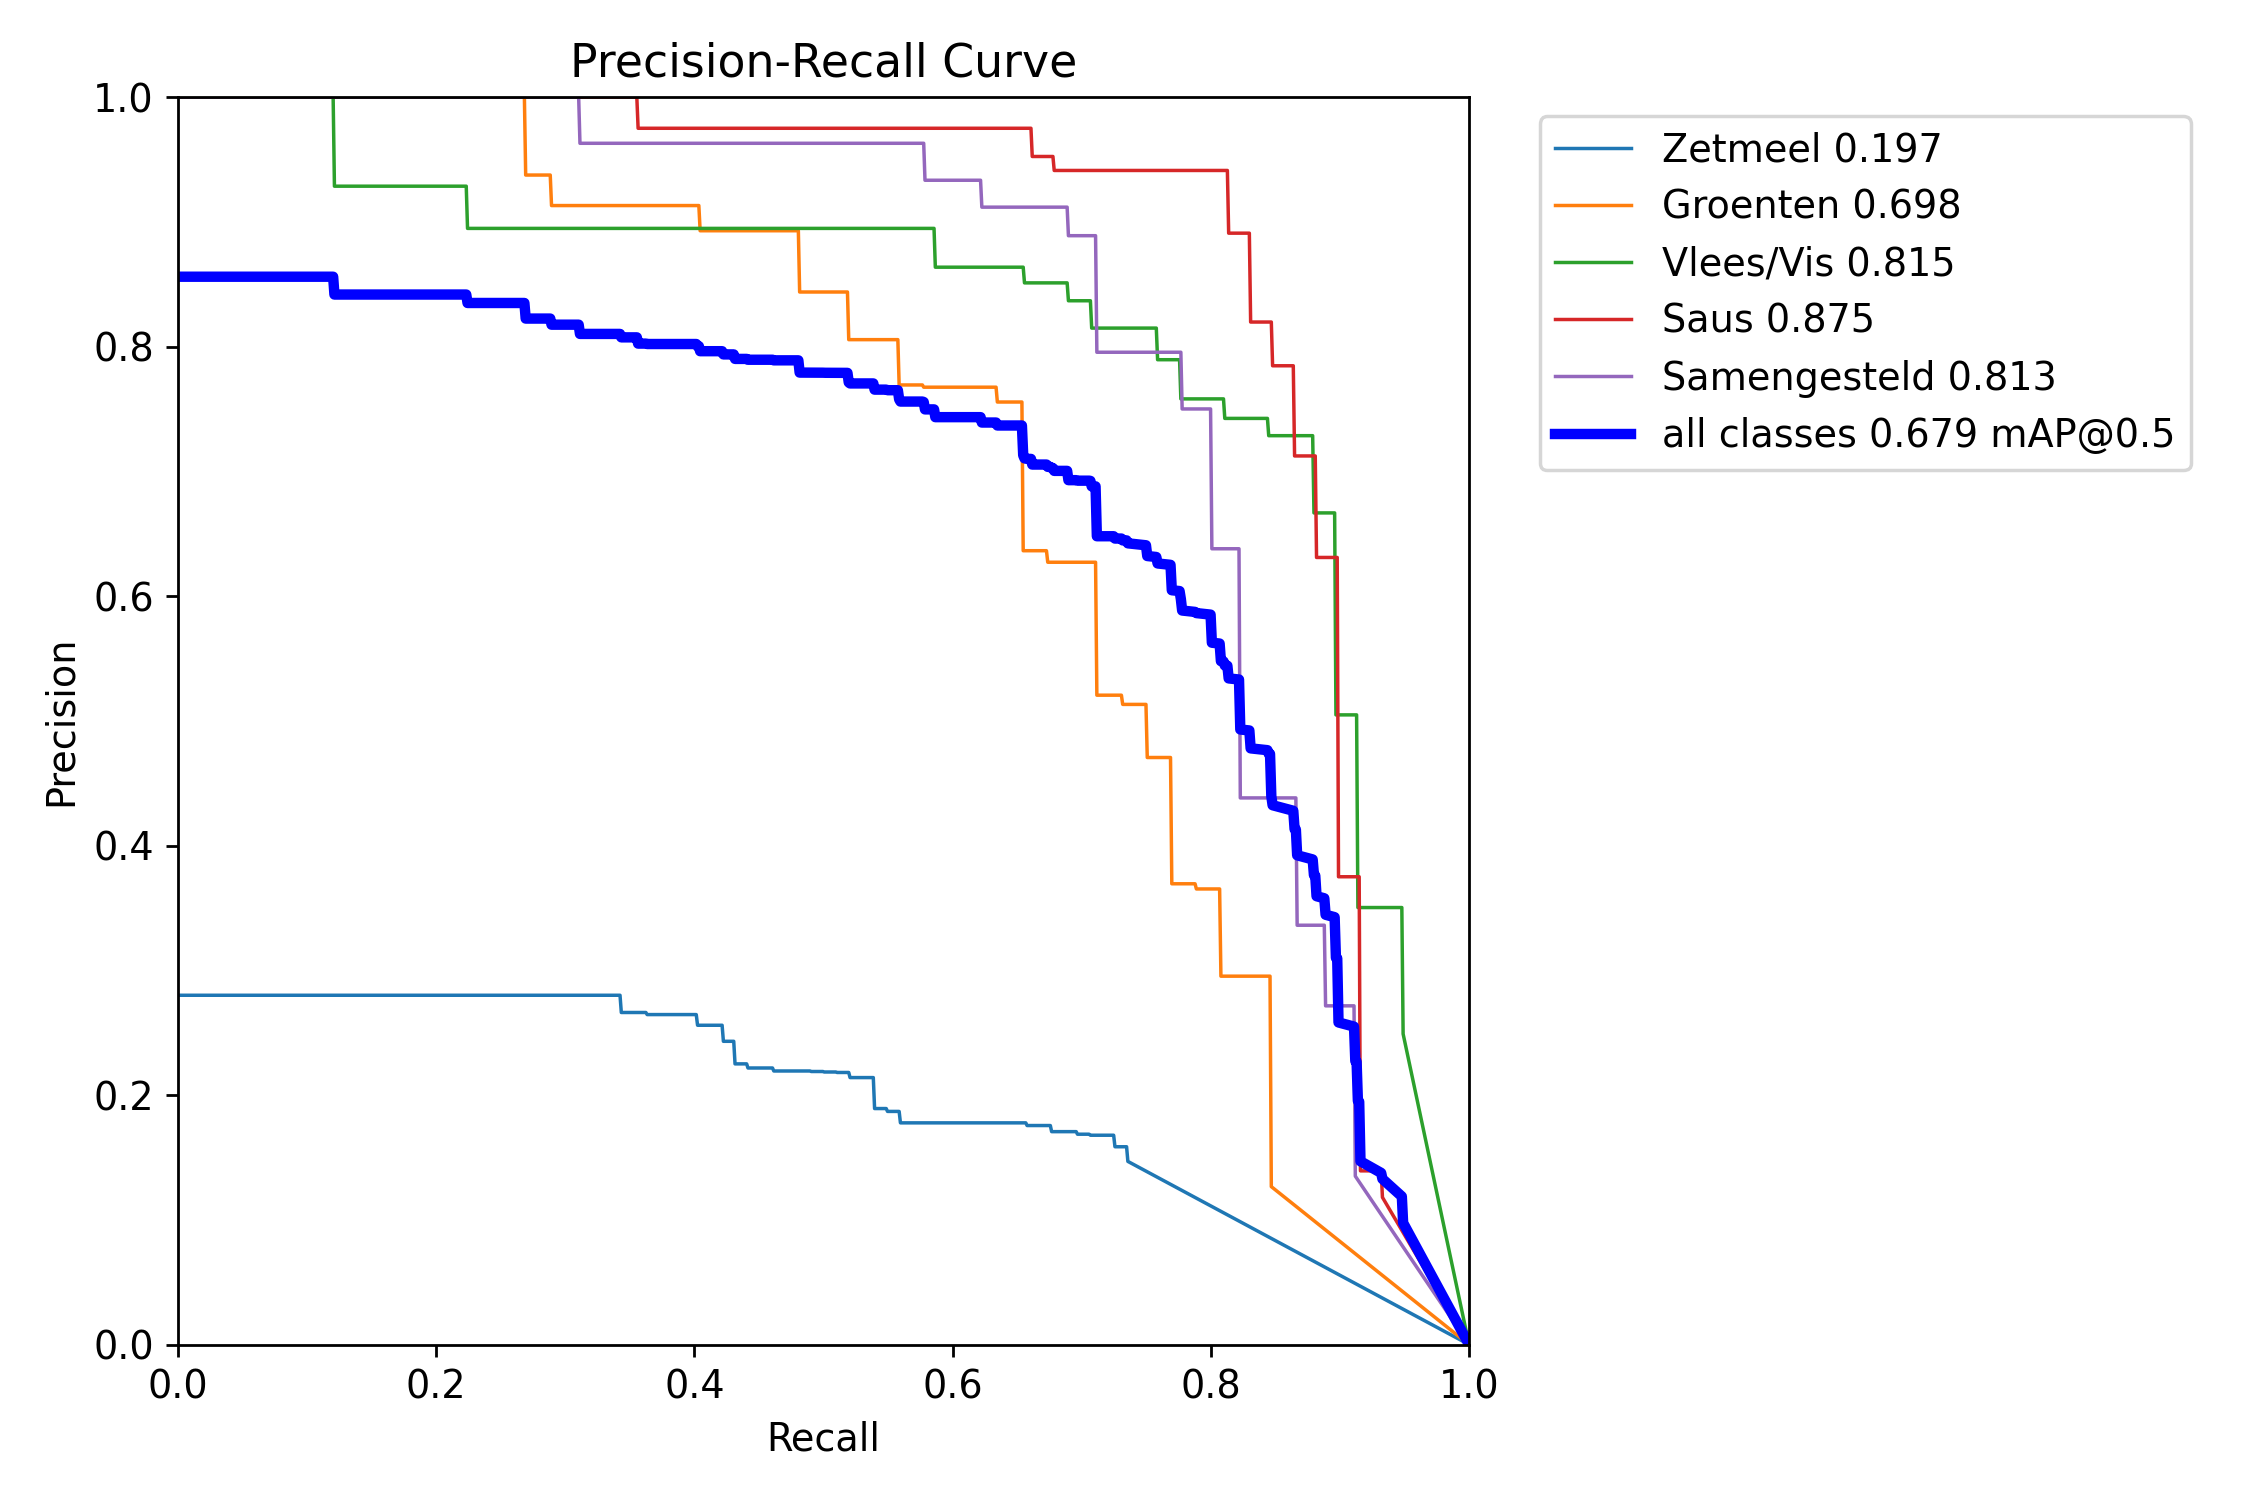 Precision-Recall Curve
1.0
0.8
0.6
0.4
0.2
0.0
Precision
0.0 0.2 0.4 0.6 0.8 1.0
Recall
Zetmeel 0.197
Groenten 0.698
Vlees/Vis 0.815
Saus 0.875
Samengesteld 0.813
all classes 0.679 mAP@0.5